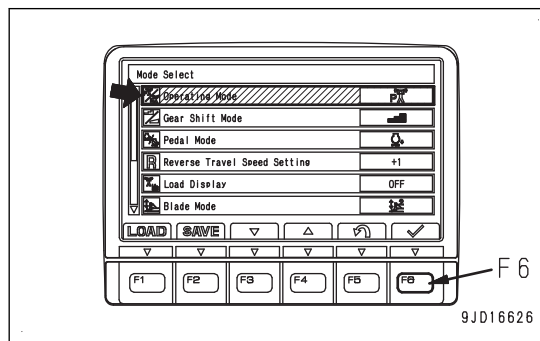 Mode Select
Operating Mode P
Gear Shift Mode
Pedal Mode
Reverse Travel Speed Setting +1
Load Display OFF
Blade Mode
LOAD SAVE
F1 F2 F3 F4 F5 F6
F6
9JD16626